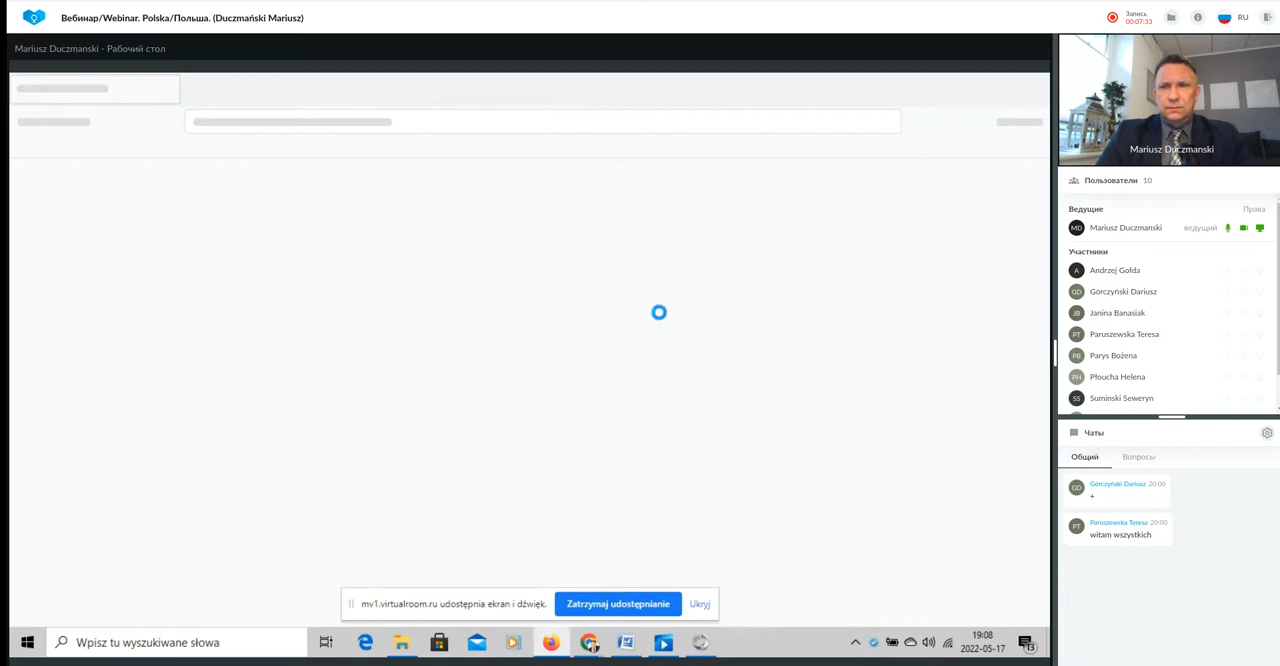 Вебинар/Webinar. Polska/Польша. (Duczmański Mariusz)
Запись
00:07:33
RU
Mariusz Duczmanski - Рабочий стол
Mariusz Duczmanski
Пользователи 10
Ведущие Права
MD Mariusz Duczmanski ведущий
Участники
A Andrzej Gołda
GD Górczyński Dariusz
JB Janina Banasiak
PT Paruszewska Teresa
PB Parys Bożena
PH Płoucha Helena
SS Suminski Seweryn
Чаты
Общий Вопросы
GD Górczyński Dariusz 20:00
+
PT Paruszewska Teresa 20:00
witam wszystkich
mv1.virtualroom.ru udostępnia ekran i dźwięk. Zatrzymaj udostępnianie Ukryj
Wpisz tu wyszukiwane słowa
19:08
2022-05-17
13